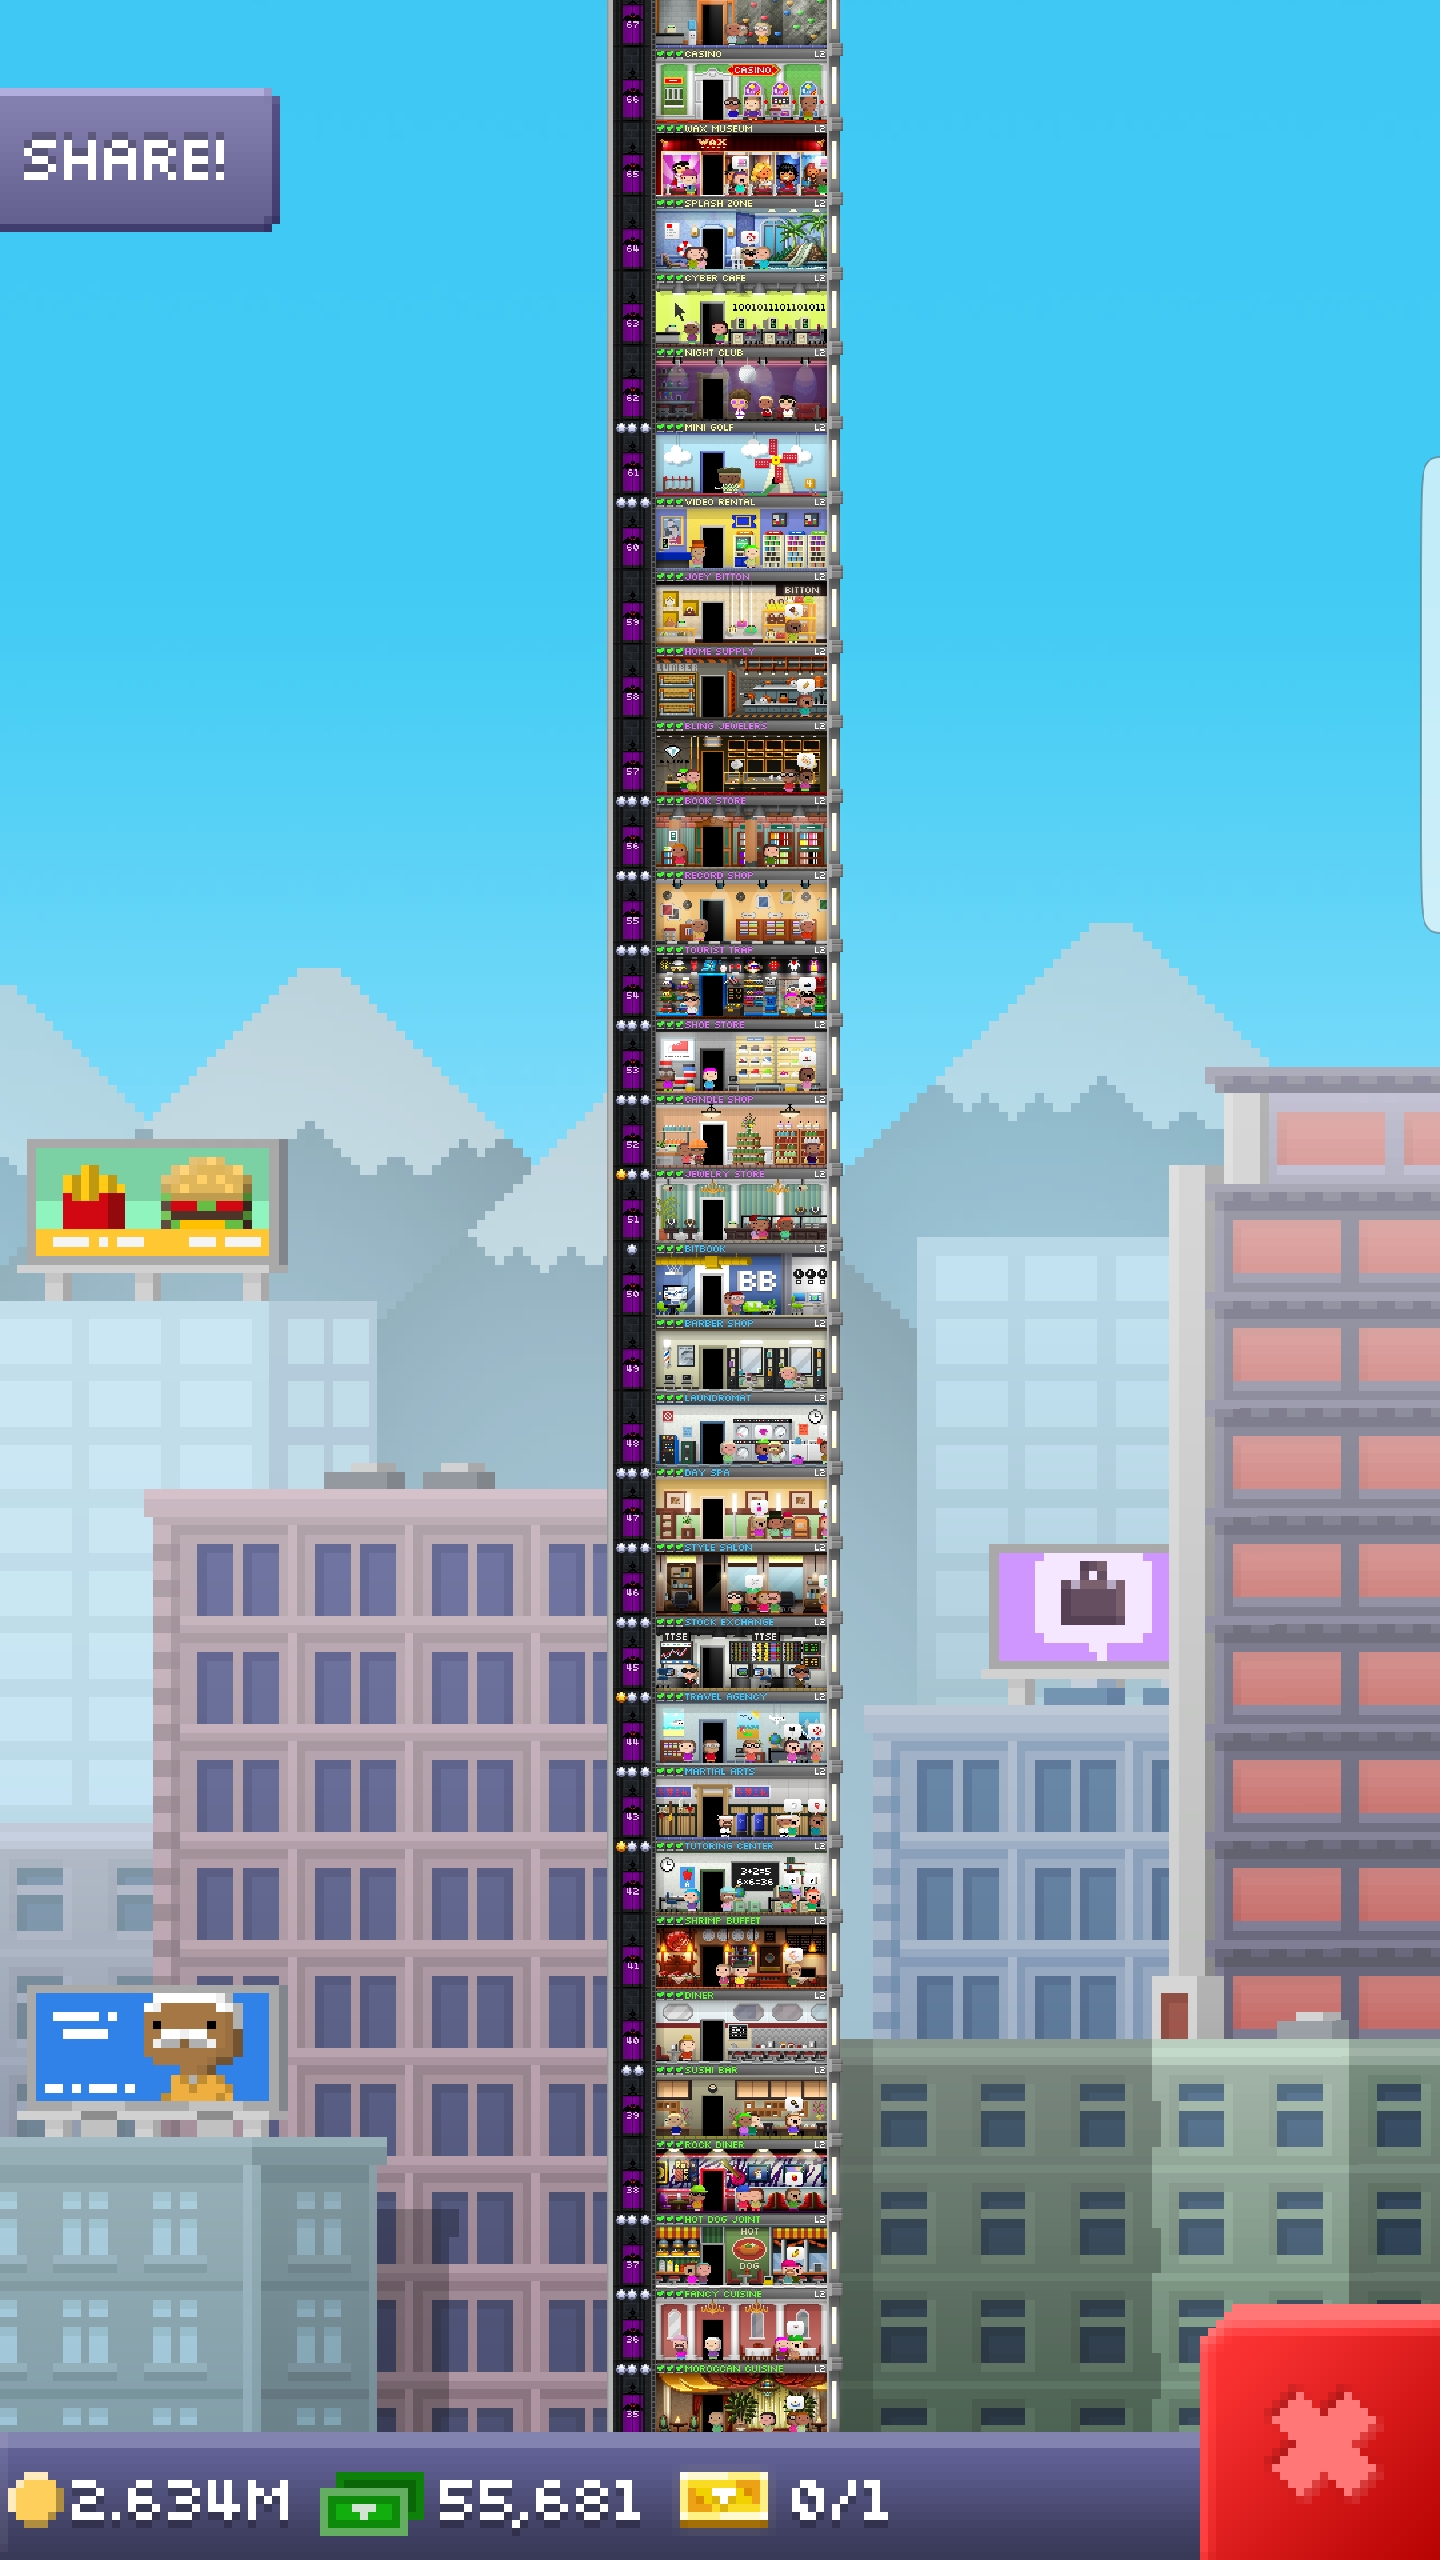 67
CASINO L2
CASINO
66
WAX MUSEUM L2
WAX
65
SPLASH ZONE L2
64
CYBER CAFE L2
1001011101101011
63
NIGHT CLUB L2
62
MINI GOLF L2
61
VIDEO RENTAL L2
60
JOEY BITTON L2
BITTON
59
HOME SUPPLY L2
LUMBER
58
BLING JEWELERS L2
BLING
57
BOOK STORE L2
56
RECORD SHOP L2
55
TOURIST TRAP L2
54
SHOE STORE L2
53
CANDLE SHOP L2
52
JEWELRY STORE L2
51
BITBOOK L2
BB
50
BARBER SHOP L2
49
LAUNDROMAT L2
48
DAY SPA L2
47
STYLE SALON L2
46
STOCK EXCHANGE L2
TTSE TTSE
45
TRAVEL AGENCY L2
44
MARTIAL ARTS L2
43
TUTORING CENTER L2
3+2=5
6×6=36
42
SHRIMP BUFFET L2
41
DINER L2
40
SUSHI BAR L2
39
ROCK DINER L2
38
HOT DOG JOINT L2
HOT
DOG
37
FANCY CUISINE L2
36
MOROCCAN CUISINE L2
35
SHARE!
2.634M 55,681 0/1